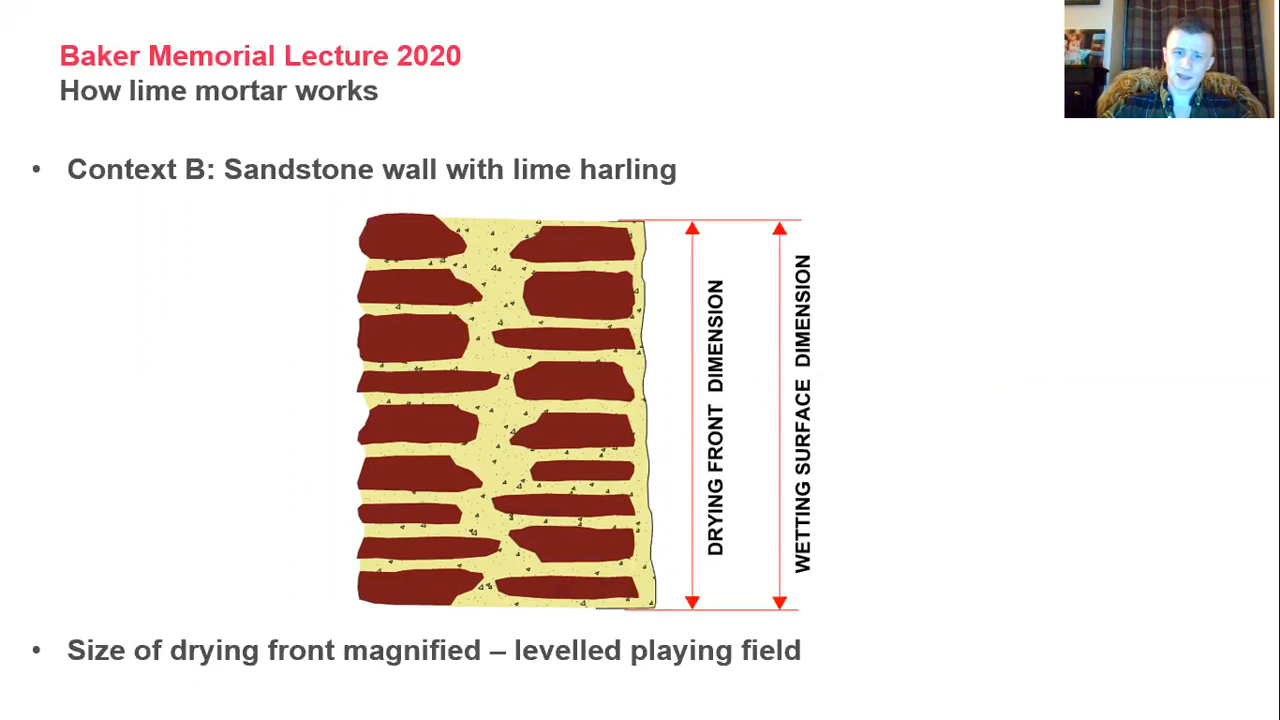 Baker Memorial Lecture 2020
How lime mortar works
• Context B: Sandstone wall with lime harling
DRYING FRONT DIMENSION
WETTING SURFACE DIMENSION
• Size of drying front magnified – levelled playing field